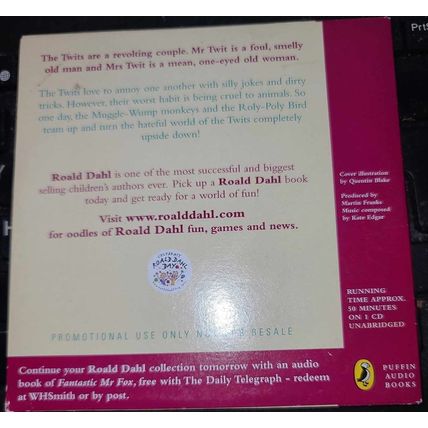 The Twits are a revolting couple. Mr Twit is a foul, smelly
old man and Mrs Twit is a mean, one-eyed old woman.
The Twits love to annoy one another with silly jokes and dirty
tricks. However, their worst habit is being cruel to animals. So
one day, the Muggle-Wump monkeys and the Roly-Poly Bird
team up and turn the hateful world of the Twits completely
upside down!
Roald Dahl is one of the most successful and biggest
selling children's authors ever. Pick up a Roald Dahl book
today and get ready for a world of fun!
Visit www.roalddahl.com
for oodles of Roald Dahl fun, games and news.
CELEBRATE
ROALD DAHL
DAY
PROMOTIONAL USE ONLY NOT FOR RESALE
Continue your Roald Dahl collection tomorrow with an audio
book of Fantastic Mr Fox, free with The Daily Telegraph - redeem
at WHSmith or by post.
Cover illustration
by Quentin Blake
Produced by
Martin Franks
Music composed
by Kate Edgar
RUNNING
TIME APPROX.
50 MINUTES
ON 1 CD
UNABRIDGED
PUFFIN
AUDIO
BOOKS
PrtS